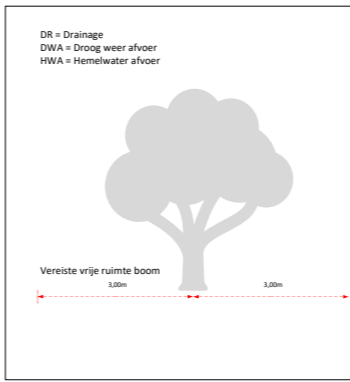 DR = Drainage
DWA = Droog weer afvoer
HWA = Hemelwater afvoer
Vereiste vrije ruimte boom
3,00m 3,00m